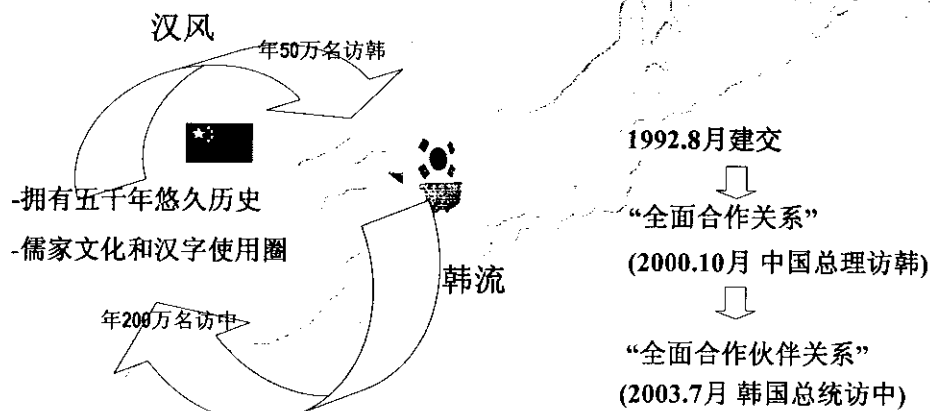 汉风
年50万名访韩
-拥有五千年悠久历史
-儒家文化和汉字使用圈
韩流
年200万名访中
1992.8月建交
“全面合作关系”
(2000.10月 中国总理访韩)
“全面合作伙伴关系”
(2003.7月 韩国总统访中)